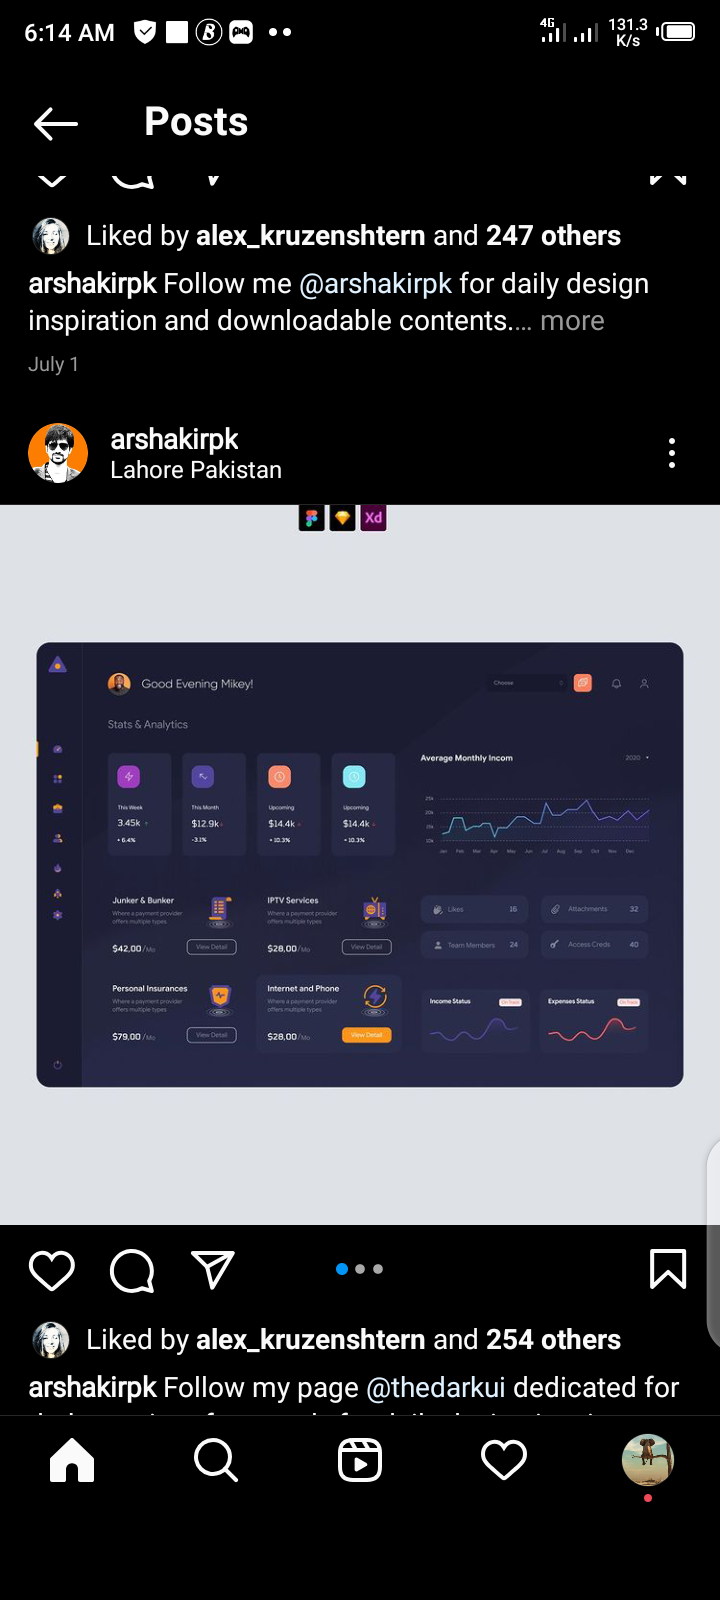 6:14 AM
4G
131.3
K/s
Posts
Liked by alex_kruzenshtern and 247 others
arshakirpk Follow me @arshakirpk for daily design
inspiration and downloadable contents.... more
July 1
arshakirpk
Lahore Pakistan
Xd
Good Evening Mikey!
Choose
Stats & Analytics
This Week
3.45k
+ 6.4%
This Month
$12.9k
-3.1%
Upcoming
$14.4k
+ 10.3%
Upcoming
$14.4k
+ 10.3%
Average Monthly Incom
2020
25k
20k
15k
10k
Jan Feb Mar Apr May Jun Jul Aug Sep Oct Nov Dec
Junker & Bunker
Where a payment provider
offers multiple types
$42,00/Mo
View Detail
IPTV Services
Where a payment provider
offers multiple types
$28,00/Mo
View Detail
Likes 16
Attachments 32
Team Members 24
Access Creds 40
Personal Insurances
Where a payment provider
offers multiple types
$79,00/Mo
View Detail
Internet and Phone
Where a payment provider
offers multiple types
$28,00/Mo
View Detail
Income Status
On Track
Expenses Status
On Track
Liked by alex_kruzenshtern and 254 others
arshakirpk Follow my page @thedarkui dedicated for